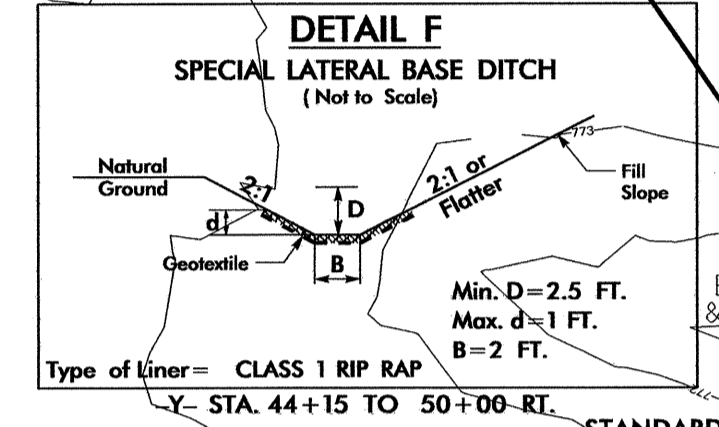 DETAIL F
SPECIAL LATERAL BASE DITCH
( Not to Scale)
Natural
Ground
2:1
D
d
2:1 or
Flatter
773
Fill
Slope
Geotextile
B
Min. D=2.5 FT.
Max. d=1 FT.
B=2 FT.
&
Type of Liner= CLASS 1 RIP RAP
-Y- STA. 44+15 TO 50+00 RT.